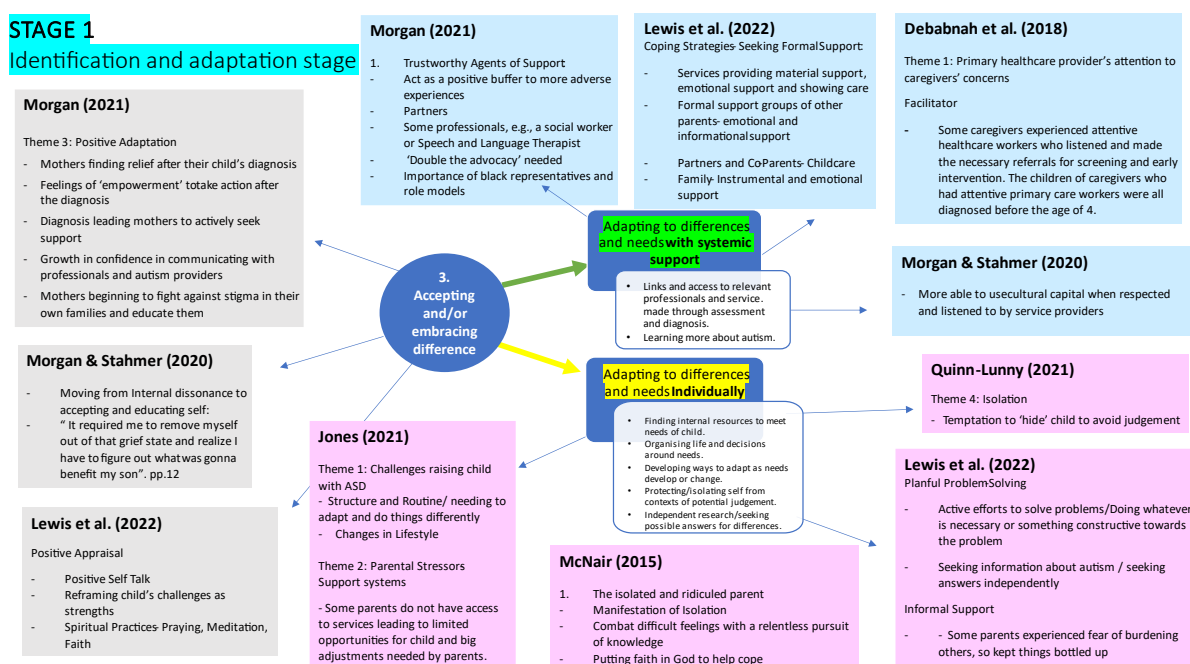 STAGE 1
Identification and adaptation stage
Morgan (2021)
Theme 3: Positive Adaptation
- Mothers finding relief after their child's diagnosis
- Feelings of 'empowerment' totake action after
the diagnosis
- Diagnosis leading mothers to actively seek
support
- Growth in confidence in communicating with
professionals and autism providers
- Mothers beginning to fight against stigma in their
own families and educate them
Morgan & Stahmer (2020)
- Moving from Internal dissonance to
accepting and educating self:
- " It required me to remove myself
out of that grief state and realize I
have to figure out what was gonna
benefit my son". pp.12
Lewis et al. (2022)
Positive Appraisal
- Positive Self Talk
- Reframing child's challenges as
strengths
- Spiritual Practices- Praying, Meditation,
Faith
Morgan (2021)
1. Trustworthy Agents of Support
- Act as a positive buffer to more adverse
experiences
- Partners
- Some professionals, e.g., a social worker
or Speech and Language Therapist
- 'Double the advocacy' needed
- Importance of black representatives and
role models
Lewis et al. (2022)
Coping Strategies- Seeking Formal Support:
- Services providing material support,
emotional support and showing care
- Formal support groups of other
parents- emotional and
informational support
- Partners and Co-Parents- Childcare
- Family- Instrumental and emotional
support
Debabnah et al. (2018)
Theme 1: Primary healthcare provider's attention to
caregivers' concerns
Facilitator
- Some caregivers experienced attentive
healthcare workers who listened and made
the necessary referrals for screening and early
intervention. The children of caregivers who
had attentive primary care workers were all
diagnosed before the age of 4.
3.
Accepting
and/or
embracing
difference
Adapting to differences
and needs with systemic
support
• Links and access to relevant
professionals and service.
made through assessment
and diagnosis.
• Learning more about autism.
Morgan & Stahmer (2020)
- More able to usecultural capital when respected
and listened to by service providers
Adapting to differences
and needs Individually
• Finding internal resources to meet
needs of child.
• Organising life and decisions
around needs.
• Developing ways to adapt as needs
develop or change.
• Protecting/isolating self from
contexts of potential judgement.
• Independent research/seeking
possible answers for differences.
Quinn-Lunny (2021)
Theme 4: Isolation
- Temptation to 'hide' child to avoid judgement
Jones (2021)
Theme 1: Challenges raising child
with ASD
- Structure and Routine/ needing to
adapt and do things differently
- Changes in Lifestyle
Theme 2: Parental Stressors
Support systems
- Some parents do not have access
to services leading to limited
opportunities for child and big
adjustments needed by parents.
McNair (2015)
1. The isolated and ridiculed parent
- Manifestation of Isolation
- Combat difficult feelings with a relentless pursuit
of knowledge
- Putting faith in God to help cope
Lewis et al. (2022)
Planful Problem-Solving
- Active efforts to solve problems/Doing whatever
is necessary or something constructive towards
the problem
- Seeking information about autism / seeking
answers independently
Informal Support
- - Some parents experienced fear of burdening
others, so kept things bottled up